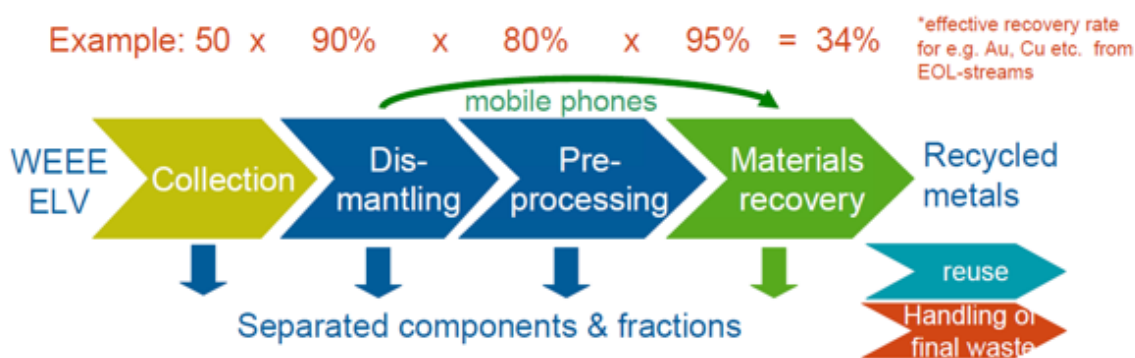 Example: 50 x 90% x 80% x 95% = 34%
*effective recovery rate
for e.g. Au, Cu etc. from
EOL-streams
mobile phones
WEEE
ELV
Collection
Dis-
mantling
Pre-
processing
Materials
recovery
Recycled
metals
Separated components & fractions
reuse
Handling of
final waste